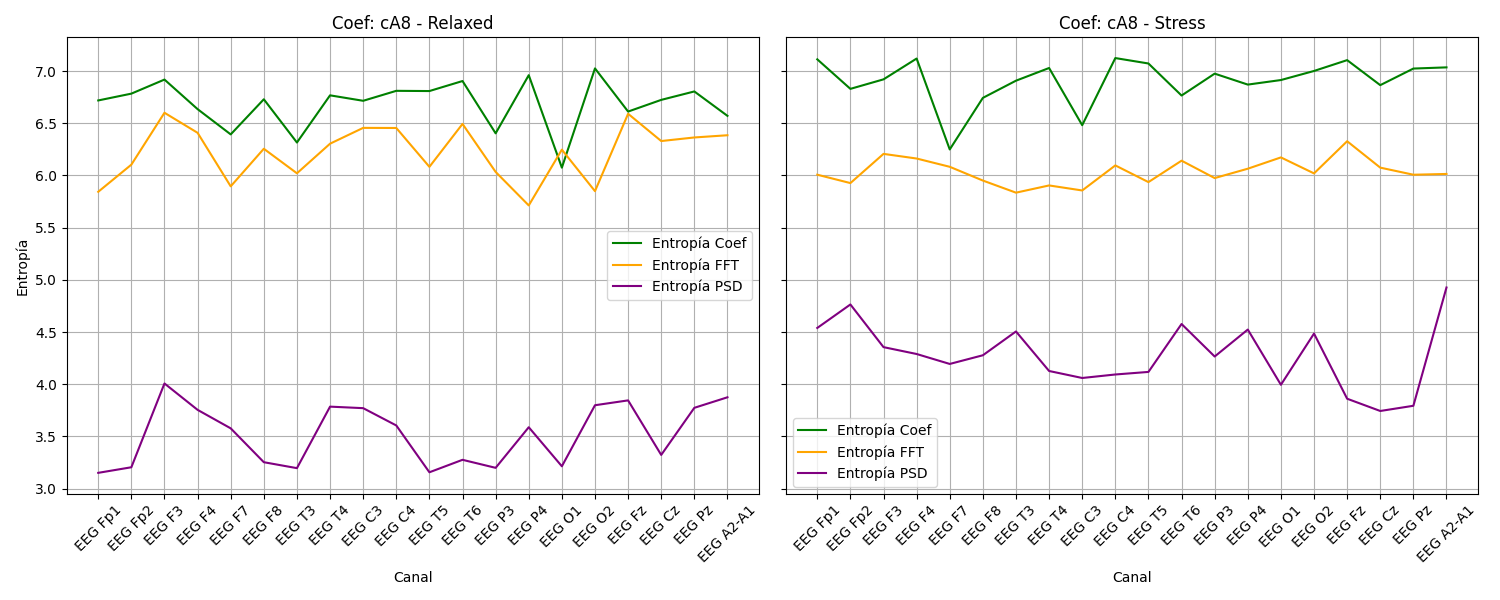 Coef: cA8 - Relaxed
Entropía
7.0
6.5
6.0
5.5
5.0
4.5
4.0
3.5
3.0
Entropía Coef
Entropía FFT
Entropía PSD
EEG Fp1
EEG Fp2
EEG F3
EEG F4
EEG F7
EEG F8
EEG T3
EEG T4
EEG C3
EEG C4
EEG T5
EEG T6
EEG P3
EEG P4
EEG O1
EEG O2
EEG Fz
EEG Cz
EEG Pz
EEG A2-A1
Canal
Coef: cA8 - Stress
Entropía Coef
Entropía FFT
Entropía PSD
EEG Fp1
EEG Fp2
EEG F3
EEG F4
EEG F7
EEG F8
EEG T3
EEG T4
EEG C3
EEG C4
EEG T5
EEG T6
EEG P3
EEG P4
EEG O1
EEG O2
EEG Fz
EEG Cz
EEG Pz
EEG A2-A1
Canal